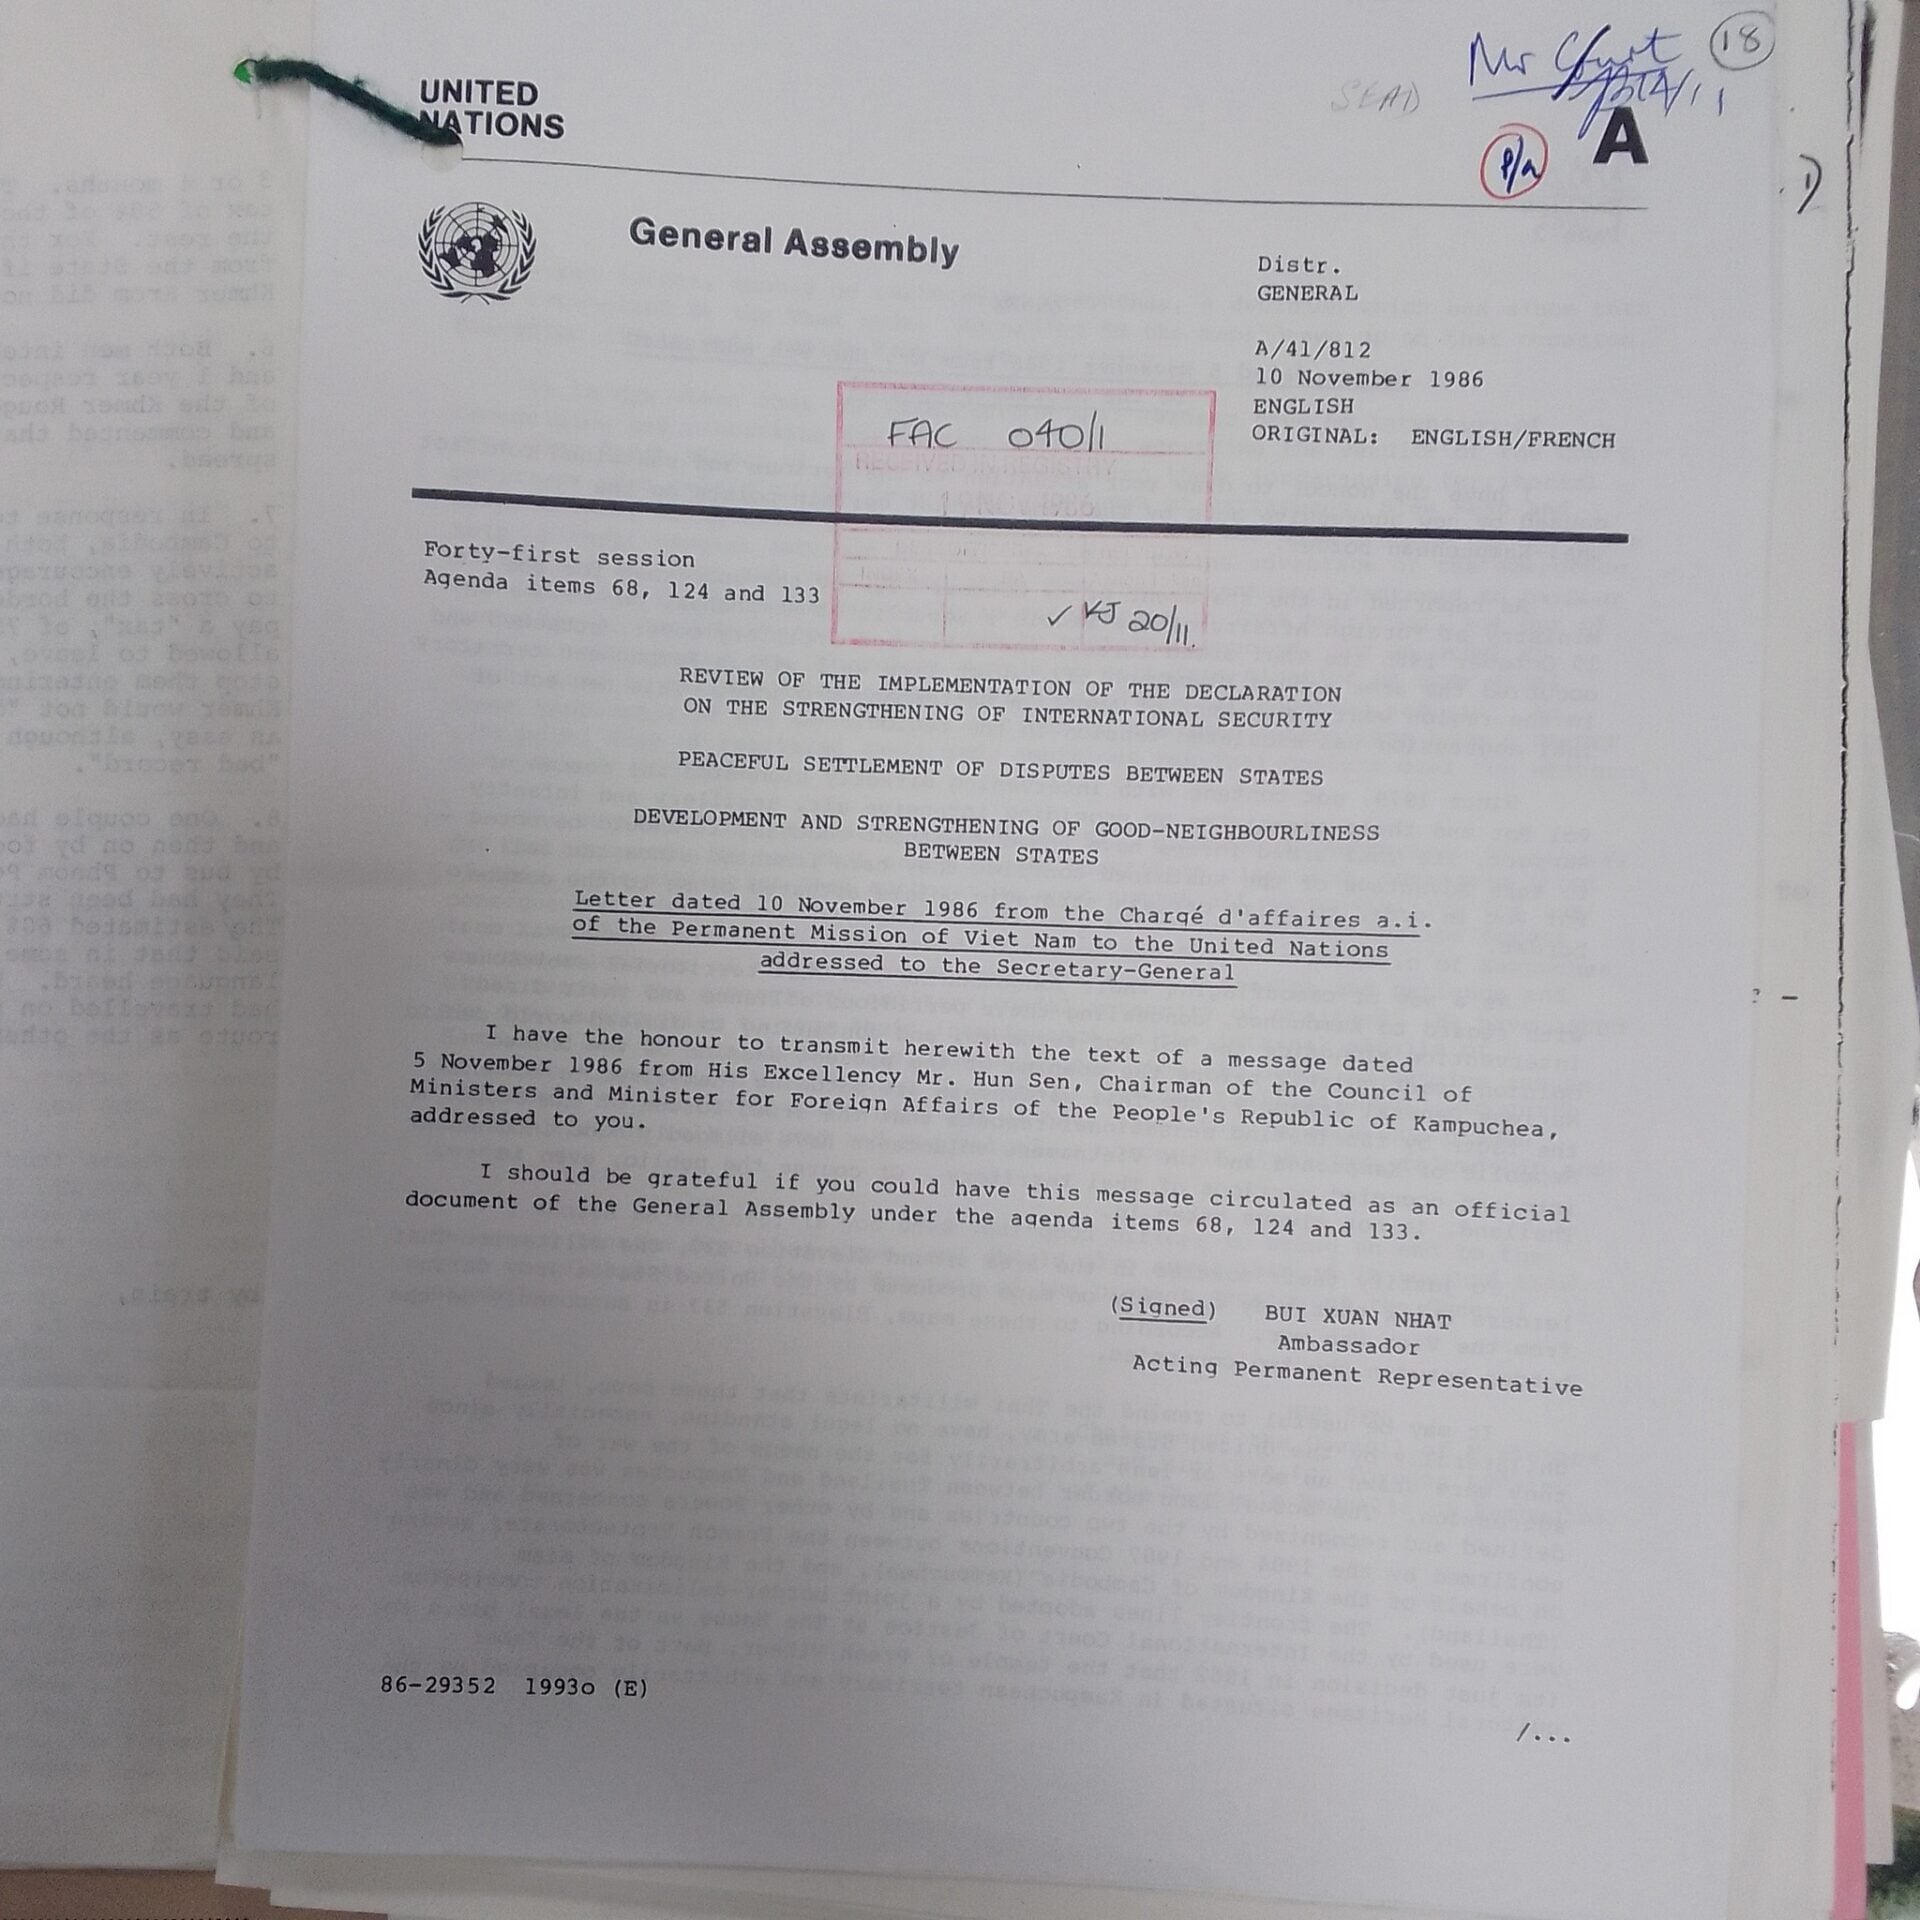 UNITED
NATIONS
SEAD
Mr
18
P/a
A
General Assembly
Distr.
GENERAL
A/41/812
10 November 1986
ENGLISH
ORIGINAL: ENGLISH/FRENCH
FAC 040/1
RECEIVED IN REGISTRY
NOV 1986
✓ KJ 20/11.
Forty-first session
Agenda items 68, 124 and 133
REVIEW OF THE IMPLEMENTATION OF THE DECLARATION
ON THE STRENGTHENING OF INTERNATIONAL SECURITY
PEACEFUL SETTLEMENT OF DISPUTES BETWEEN STATES
DEVELOPMENT AND STRENGTHENING OF GOOD-NEIGHBOURLINESS
BETWEEN STATES
Letter dated 10 November 1986 from the Chargé d'affaires a.i.
of the Permanent Mission of Viet Nam to the United Nations
addressed to the Secretary-General
I have the honour to transmit herewith the text of a message dated
5 November 1986 from His Excellency Mr. Hun Sen, Chairman of the Council of
Ministers and Minister for Foreign Affairs of the People's Republic of Kampuchea,
addressed to you.
I should be grateful if you could have this message circulated as an official
document of the General Assembly under the agenda items 68, 124 and 133.
(Signed) BUI XUAN NHAT
Ambassador
Acting Permanent Representative
86-29352 1993o (E)
/...